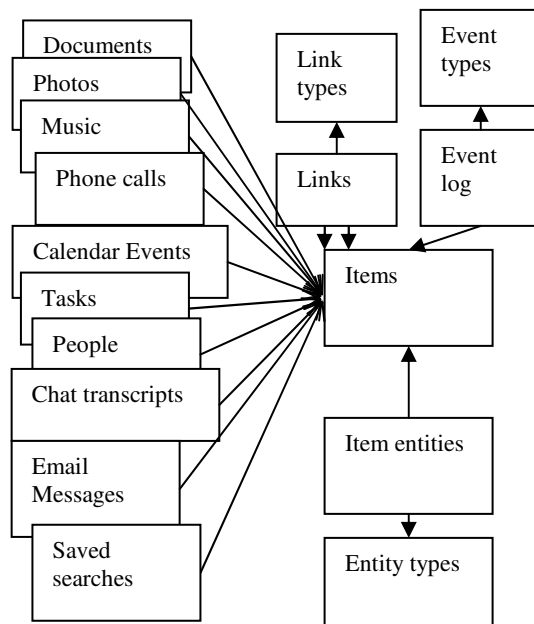 Documents
Photos
Music
Phone calls
Calendar Events
Tasks
People
Chat transcripts
Email
Messages
Saved
searches
Link
types
Links
Event
types
Event
log
Items
Item entities
Entity types